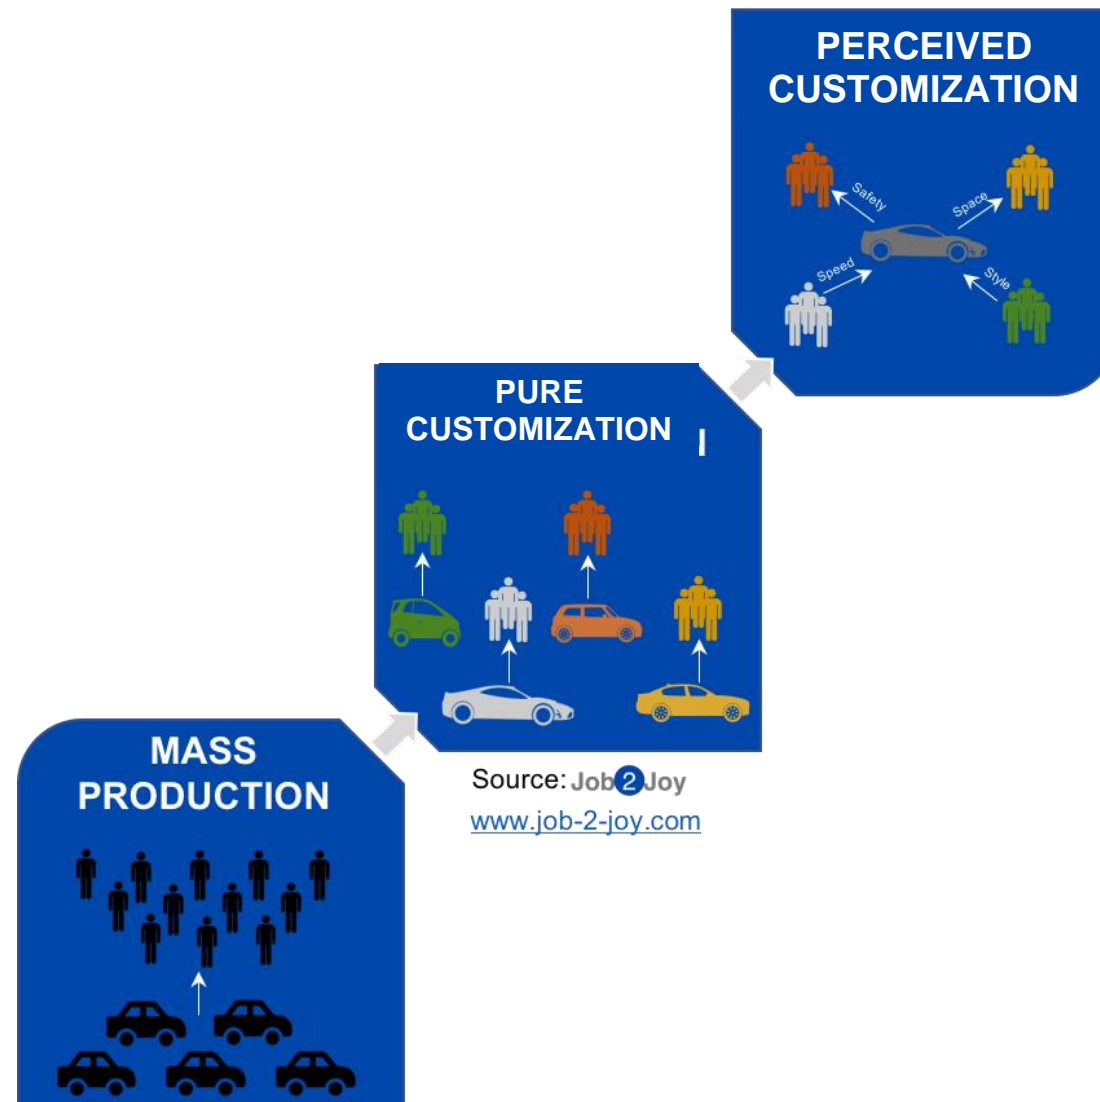 PERCEIVED
CUSTOMIZATION
Safety
Space
Speed
Style
PURE
CUSTOMIZATION
MASS
PRODUCTION
Source: Job2Joy
www.job-2-joy.com